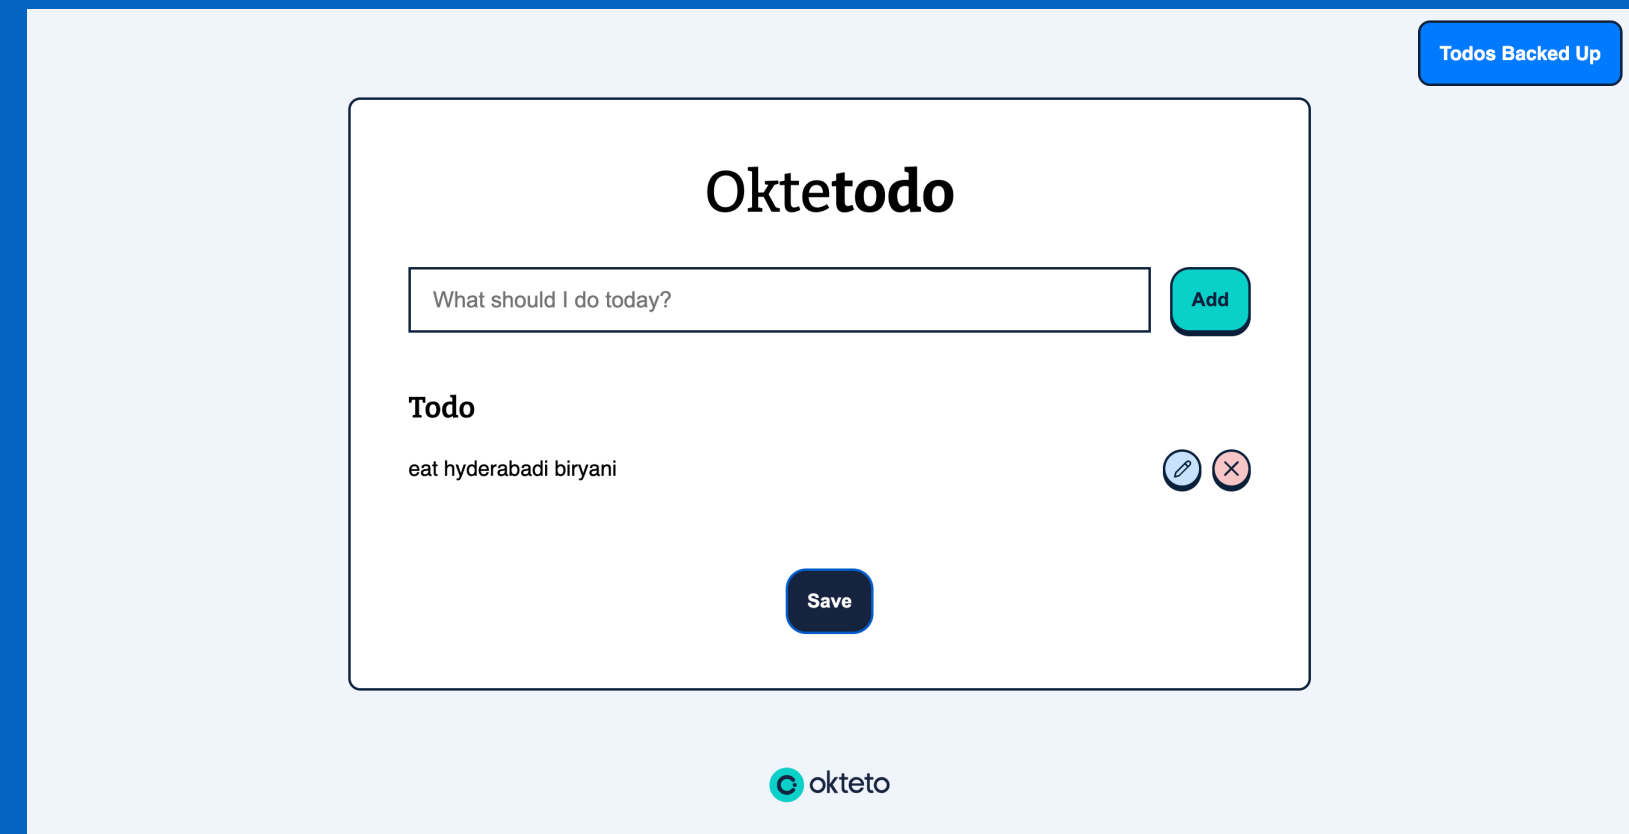 Todos Backed Up
Oktetodo
What should I do today?
Add
Todo
eat hyderabadi biryani
Save
okteto